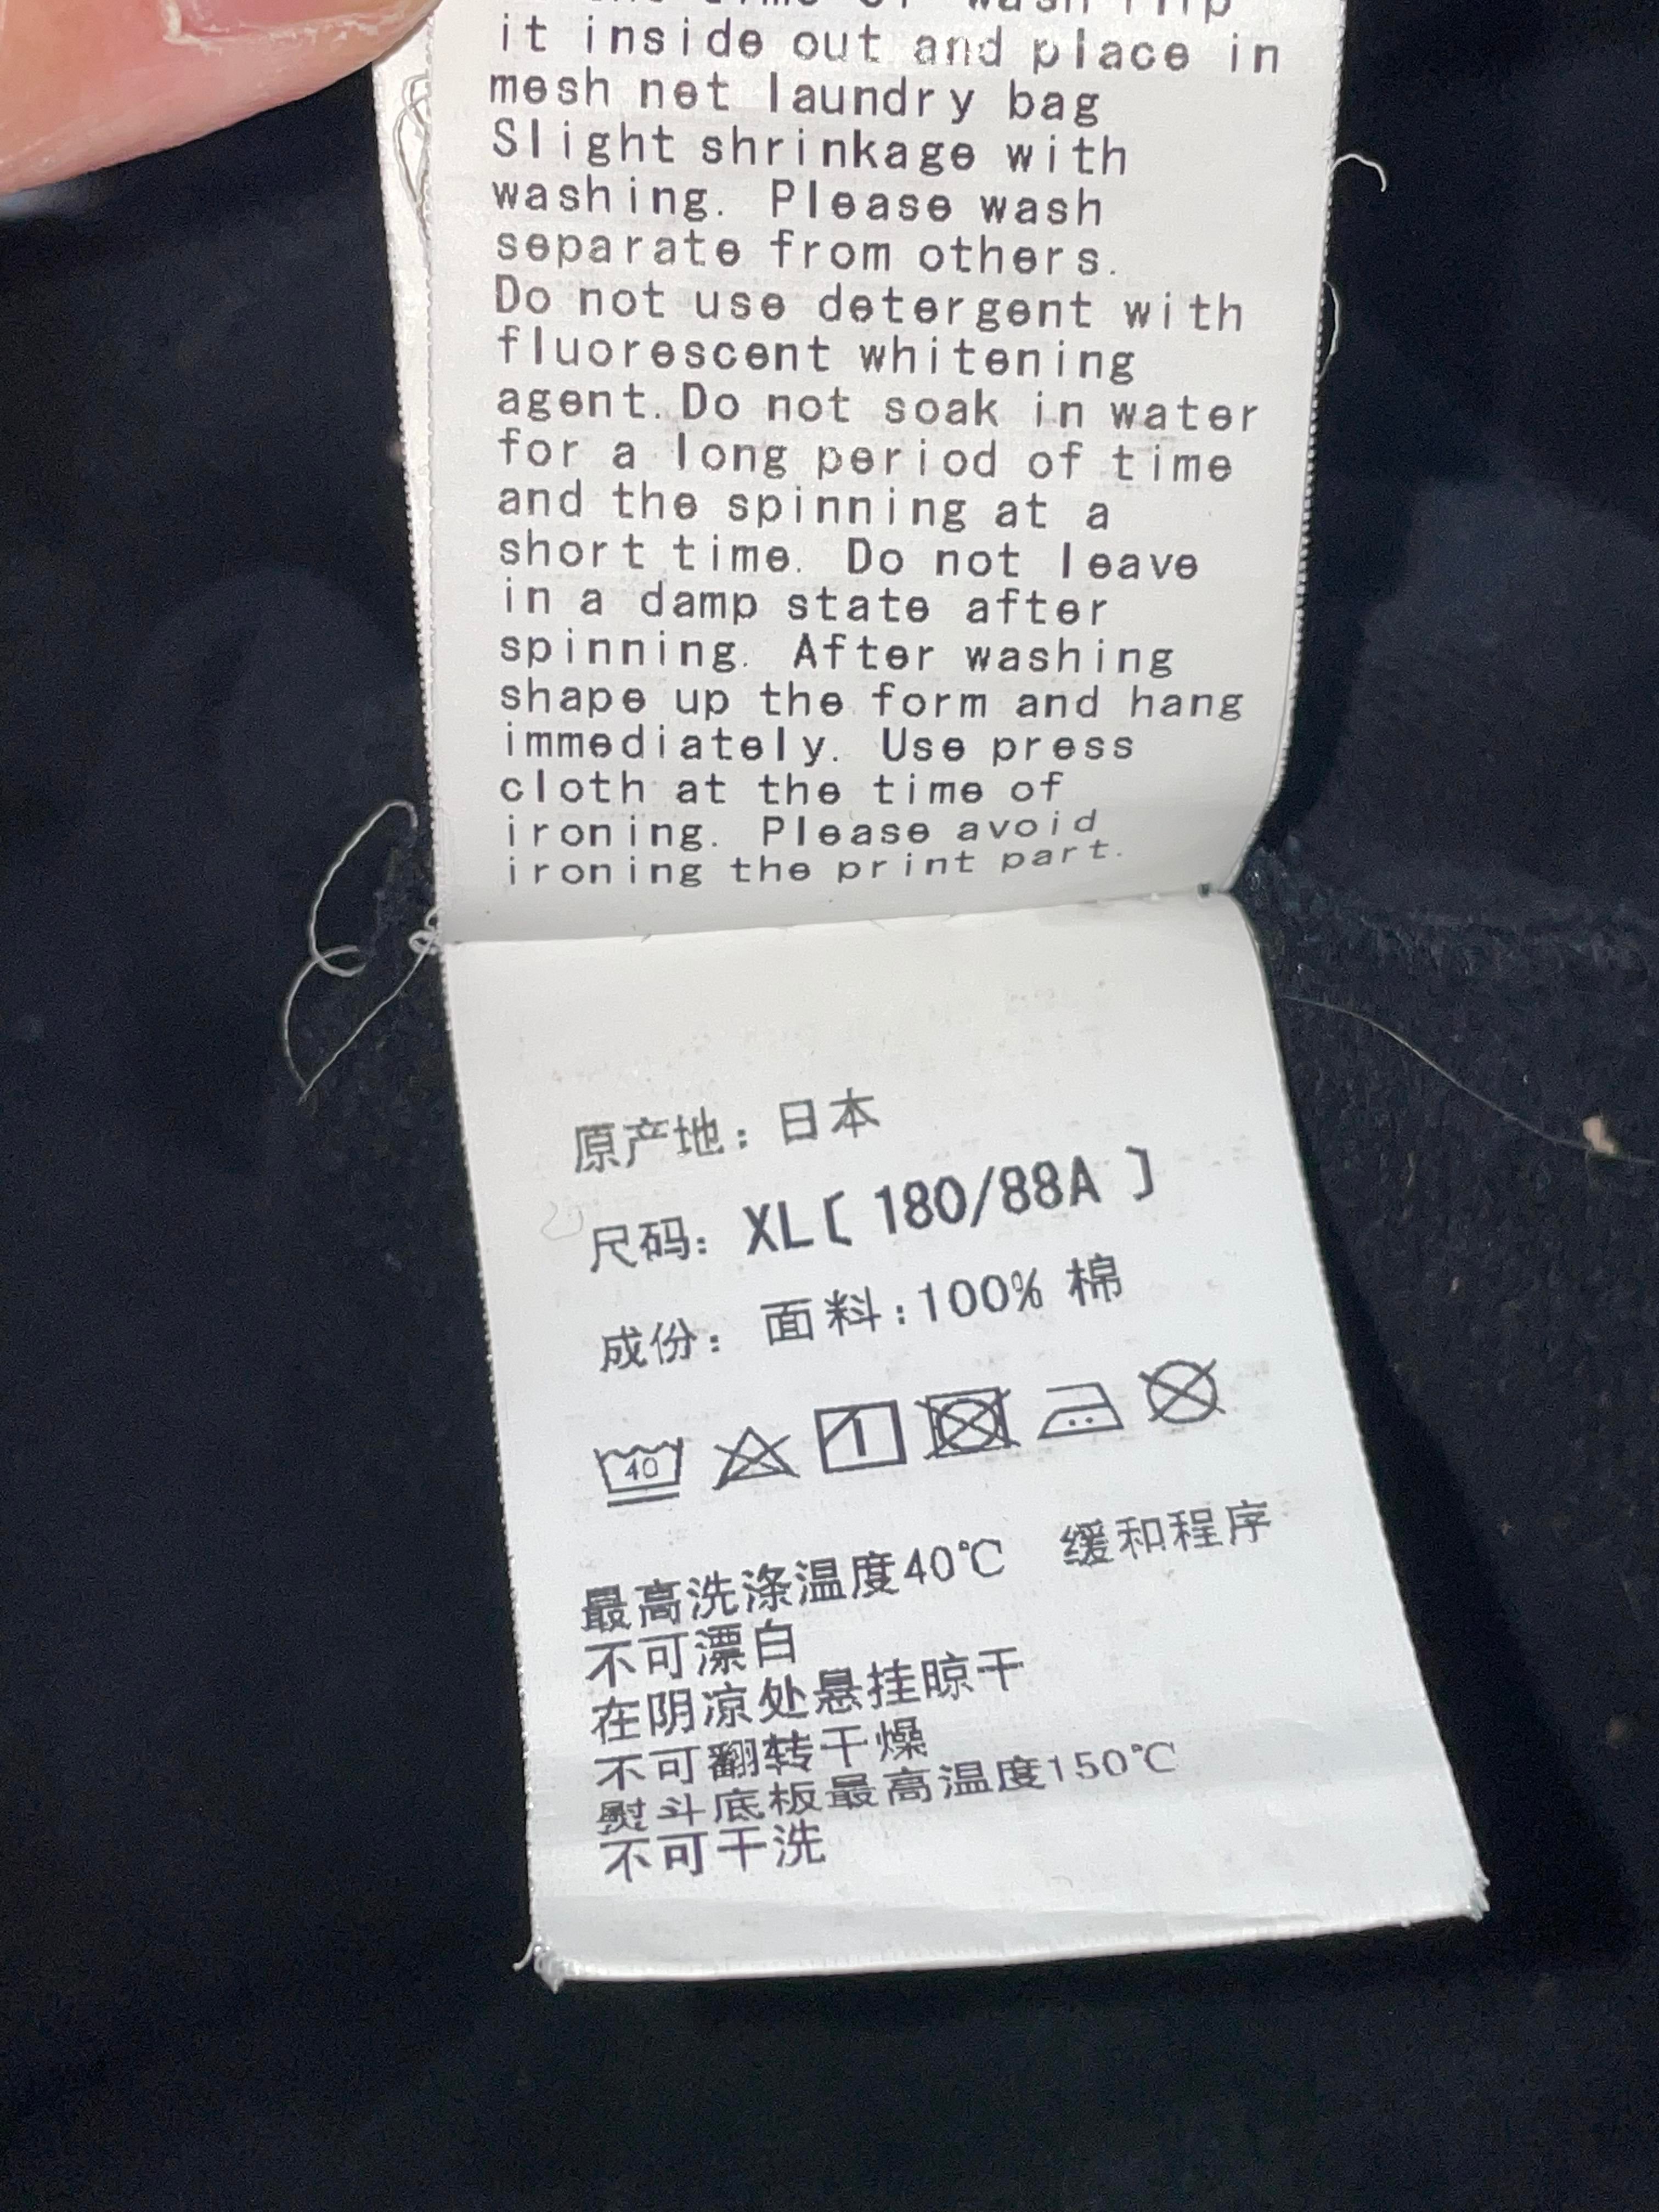 time of wash flip
it inside out and place in
mesh net laundry bag
Slight shrinkage with
washing. Please wash
separate from others.
Do not use detergent with
fluorescent whitening
agent. Do not soak in water
for a long period of time
and the spinning at a
short time. Do not leave
in a damp state after
spinning. After washing
shape up the form and hang
immediately. Use press
cloth at the time of
ironing. Please avoid
ironing the print part.
原产地：日本
尺码：XL〔180/88A〕
成份：面料：100% 棉
40
最高洗涤温度40℃ 缓和程序
不可漂白
在阴凉处悬挂晾干
不可翻转干燥
熨斗底板最高温度150℃
不可干洗